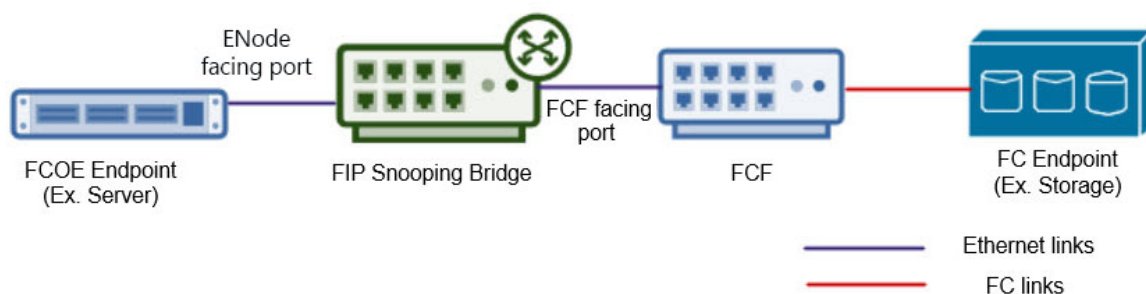 ENode
facing port
FCF facing
port
FCOE Endpoint
(Ex. Server)
FIP Snooping Bridge
FCF
FC Endpoint
(Ex. Storage)
Ethernet links
FC links